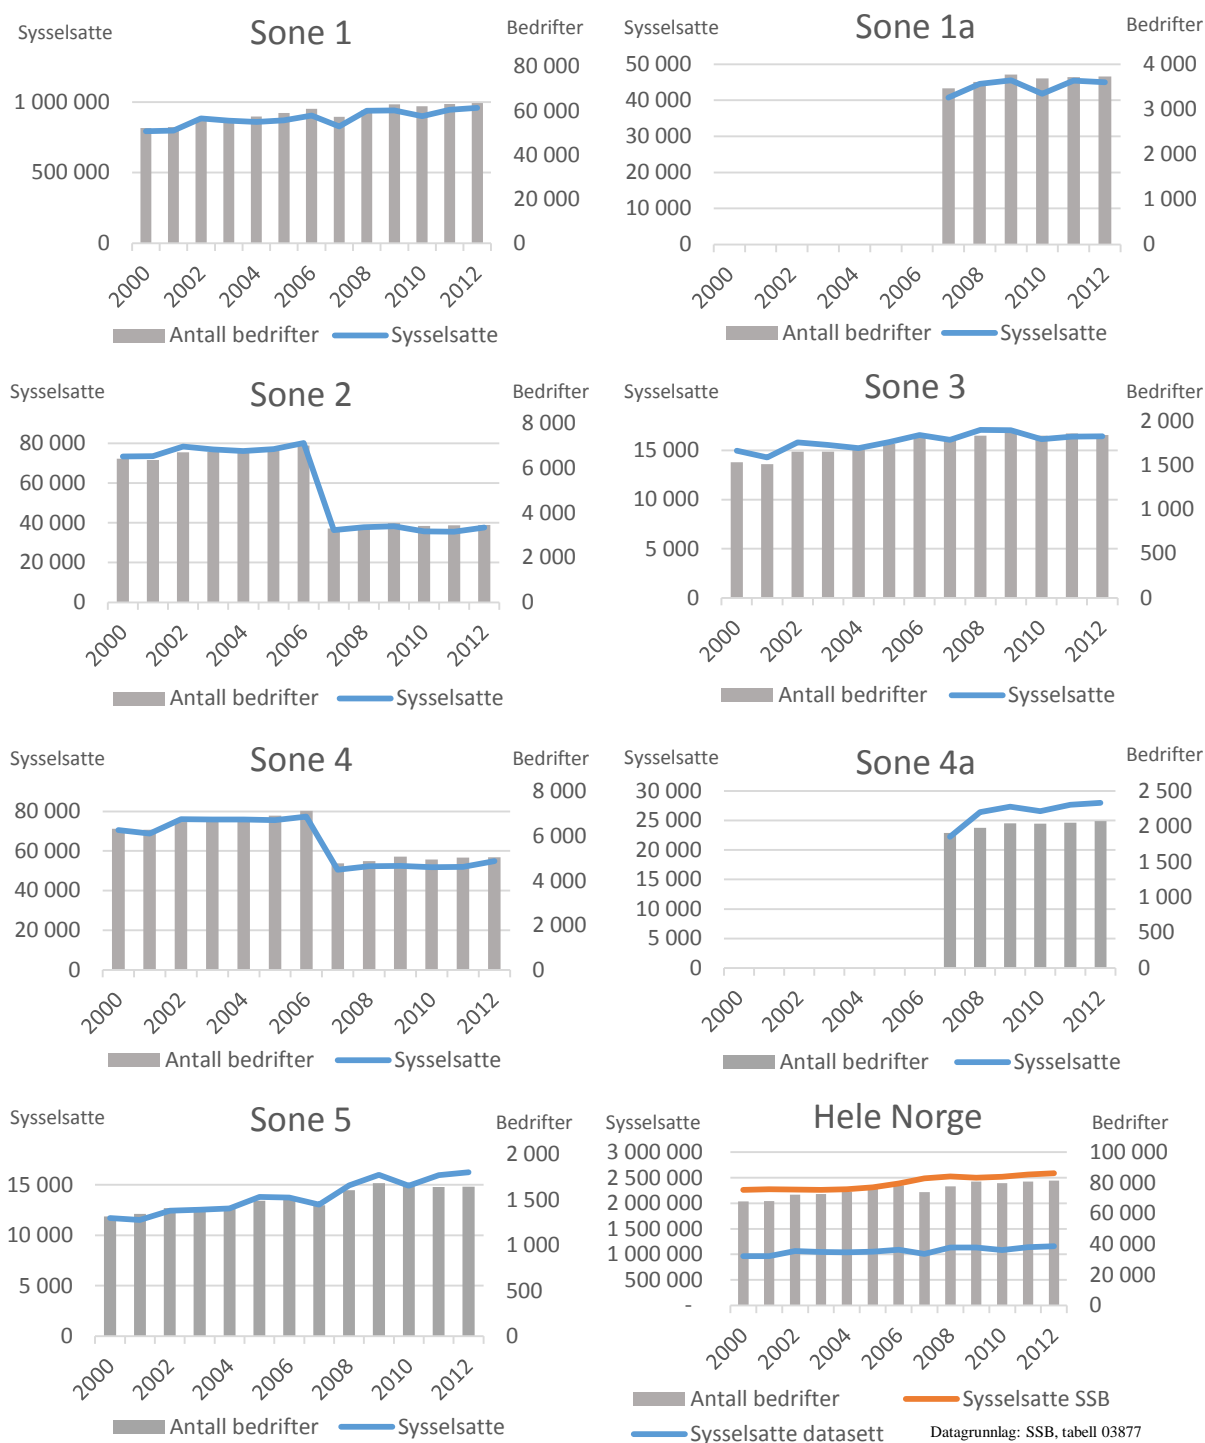 Sone 1
Sysselsatte
Bedrifter
80 000
1 000 000
60 000
40 000
500 000
20 000
0
0
2000
2002
2004
2006
2008
2010
2012
Antall bedrifter
Sysselsatte
Sone 1a
Sysselsatte
Bedrifter
50 000
4 000
40 000
3 000
30 000
2 000
20 000
1 000
10 000
0
0
2000
2002
2004
2006
2008
2010
2012
Antall bedrifter
Sysselsatte
Sone 2
Sysselsatte
Bedrifter
8 000
80 000
6 000
60 000
4 000
40 000
2 000
20 000
0
0
2000
2002
2004
2006
2008
2010
2012
Antall bedrifter
Sysselsatte
Sone 3
Sysselsatte
Bedrifter
2 000
15 000
1 500
10 000
1 000
5 000
500
0
0
2000
2002
2004
2006
2008
2010
2012
Antall bedrifter
Sysselsatte
Sone 4
Sysselsatte
Bedrifter
8 000
80 000
6 000
60 000
4 000
40 000
2 000
20 000
0
0
2000
2002
2004
2006
2008
2010
2012
Antall bedrifter
Sysselsatte
Sone 4a
Sysselsatte
Bedrifter
30 000
2 500
25 000
2 000
20 000
1 500
15 000
1 000
10 000
500
5 000
0
0
2000
2002
2004
2006
2008
2010
2012
Antall bedrifter
Sysselsatte
Sone 5
Sysselsatte
Bedrifter
2 000
15 000
1 500
10 000
1 000
5 000
500
0
0
2000
2002
2004
2006
2008
2010
2012
Antall bedrifter
Sysselsatte
Hele Norge
Sysselsatte
Bedrifter
3 000 000
100 000
2 500 000
80 000
2 000 000
60 000
1 500 000
40 000
1 000 000
20 000
500 000
-
0
2000
2002
2004
2006
2008
2010
2012
Antall bedrifter
Sysselsatte SSB
Sysselsatte datasett
Datagrunnlag: SSB, tabell 03877